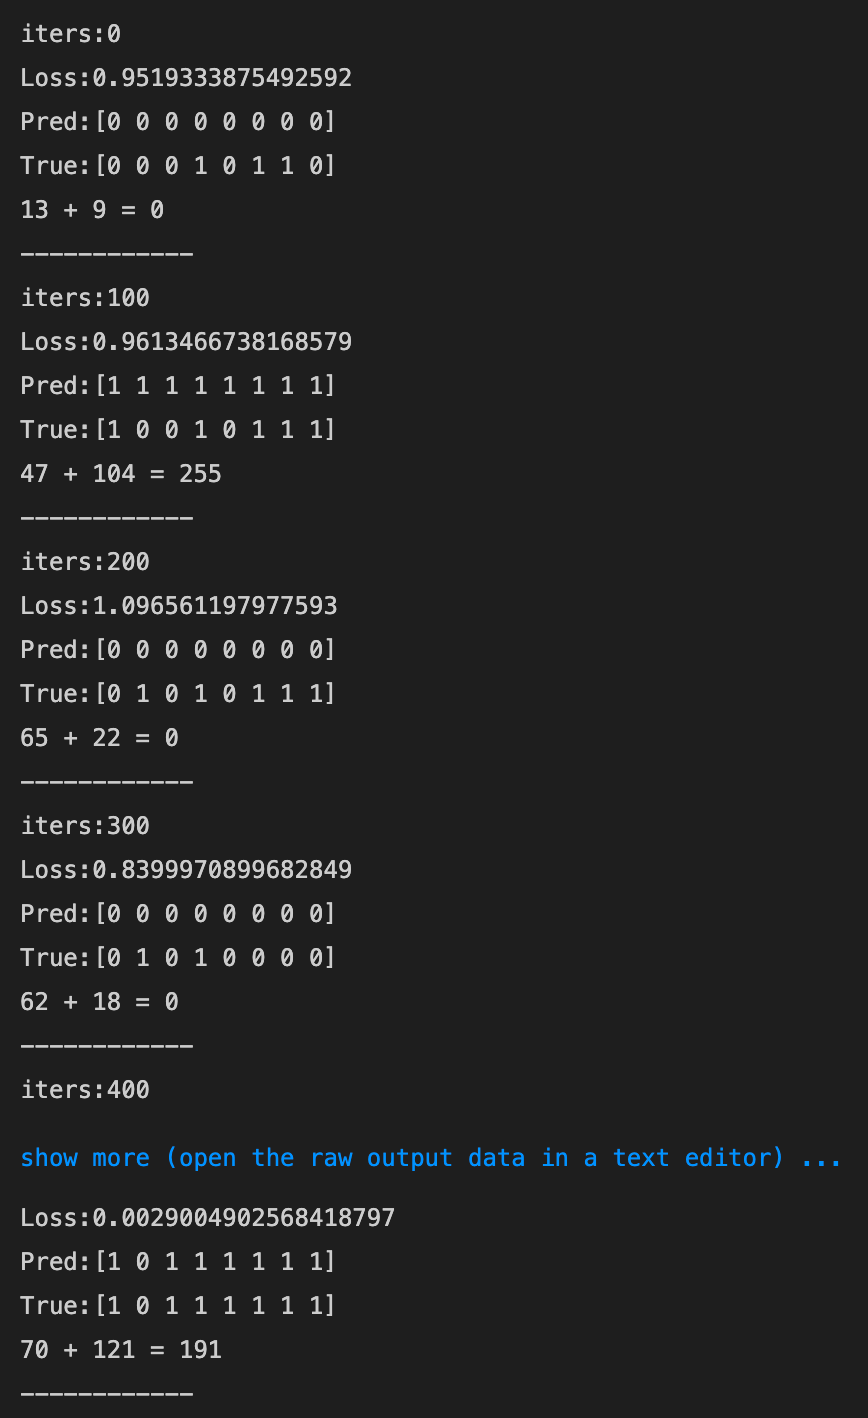 iters:0
Loss:0.9519333875492592
Pred:[0 0 0 0 0 0 0 0]
True:[0 0 0 1 0 1 1 0]
13 + 9 = 0
------------
iters:100
Loss:0.9613466738168579
Pred:[1 1 1 1 1 1 1 1]
True:[1 0 0 1 0 1 1 1]
47 + 104 = 255
------------
iters:200
Loss:1.096561197977593
Pred:[0 0 0 0 0 0 0 0]
True:[0 1 0 1 0 1 1 1]
65 + 22 = 0
------------
iters:300
Loss:0.8399970899682849
Pred:[0 0 0 0 0 0 0 0]
True:[0 1 0 1 0 0 0 0]
62 + 18 = 0
------------
iters:400
show more (open the raw output data in a text editor) ...
Loss:0.0029004902568418797
Pred:[1 0 1 1 1 1 1 1]
True:[1 0 1 1 1 1 1 1]
70 + 121 = 191
------------